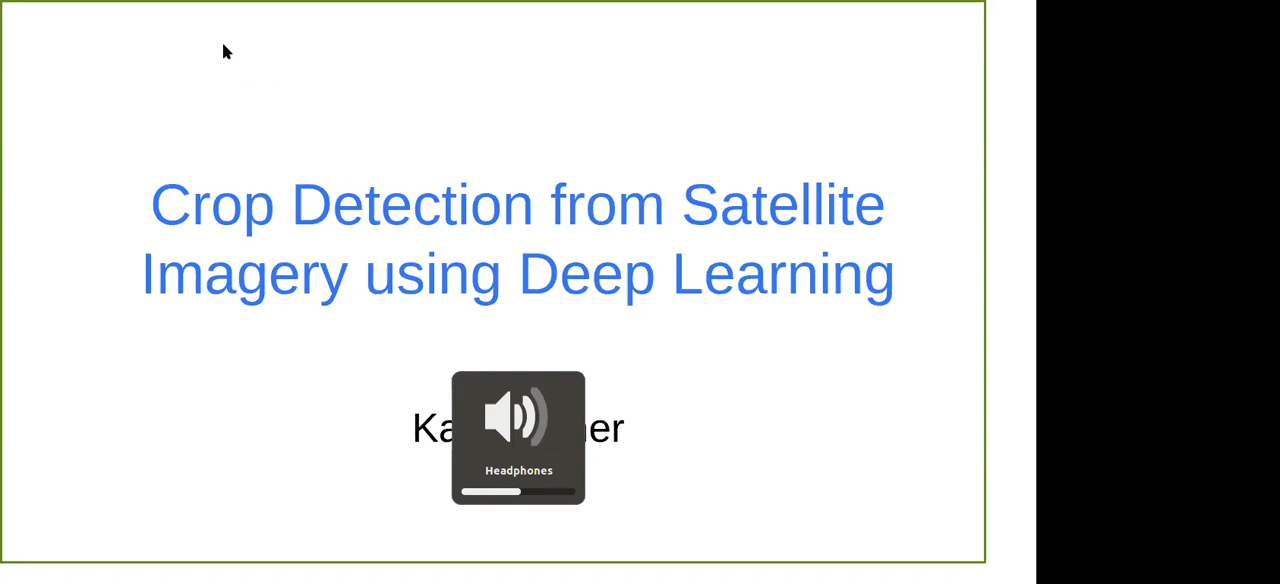 Crop Detection from Satellite
Imagery using Deep Learning
Headphones